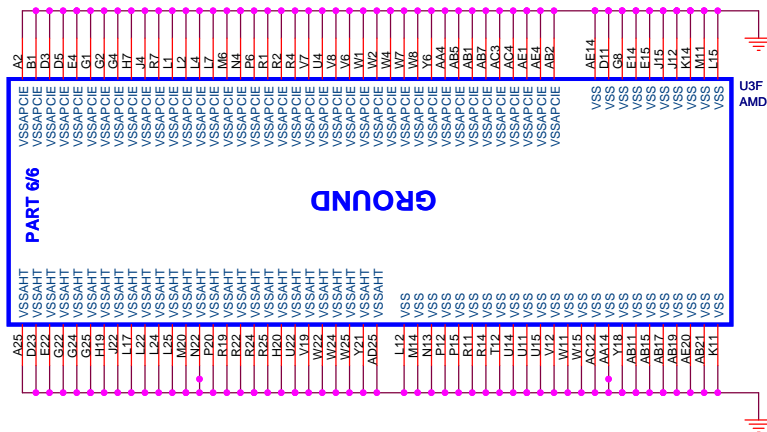 A2 B1 D3 D5 E4 G1 G2 G4 H7 J4 R7 L1 L2 L4 L7 M6 N4 P6 R1 R2 R4 V7 U4 V8 V6 W1 W2 W4 W7 W8 Y6 AA4 AB5 AB1 AB7 AC3 AC4 AE1 AE4 AB2 AE14 D11 G8 E14 E15 J15 J12 K14 M11 L15
VSSAPCIE VSSAPCIE VSSAPCIE VSSAPCIE VSSAPCIE VSSAPCIE VSSAPCIE VSSAPCIE VSSAPCIE VSSAPCIE VSSAPCIE VSSAPCIE VSSAPCIE VSSAPCIE VSSAPCIE VSSAPCIE VSSAPCIE VSSAPCIE VSSAPCIE VSSAPCIE VSSAPCIE VSSAPCIE VSSAPCIE VSSAPCIE VSSAPCIE VSSAPCIE VSSAPCIE VSSAPCIE VSSAPCIE VSSAPCIE VSSAPCIE VSSAPCIE VSSAPCIE VSSAPCIE VSSAPCIE VSSAPCIE VSSAPCIE VSSAPCIE VSSAPCIE VSSAPCIE VSS VSS VSS VSS VSS VSS VSS VSS VSS VSS
U3F
AMD
PART 6/6
GROUND
VSSAHT VSSAHT VSSAHT VSSAHT VSSAHT VSSAHT VSSAHT VSSAHT VSSAHT VSSAHT VSSAHT VSSAHT VSSAHT VSSAHT VSSAHT VSSAHT VSSAHT VSSAHT VSSAHT VSSAHT VSSAHT VSSAHT VSSAHT VSSAHT VSSAHT VSSAHT VSSAHT VSS VSS VSS VSS VSS VSS VSS VSS VSS VSS VSS VSS VSS VSS VSS VSS VSS VSS VSS VSS VSS VSS VSS VSS
A25 D23 E22 G22 G24 G25 H19 J22 L17 L22 L24 L25 M20 N22 P20 R19 R22 R24 R25 H20 U22 V19 W22 W24 W25 Y21 AD25 L12 M14 N13 P12 P15 R11 R14 T12 U14 U11 U15 V12 W11 W15 AC12 AA14 Y18 AB11 AB15 AB17 AB19 AE20 AB21 K11